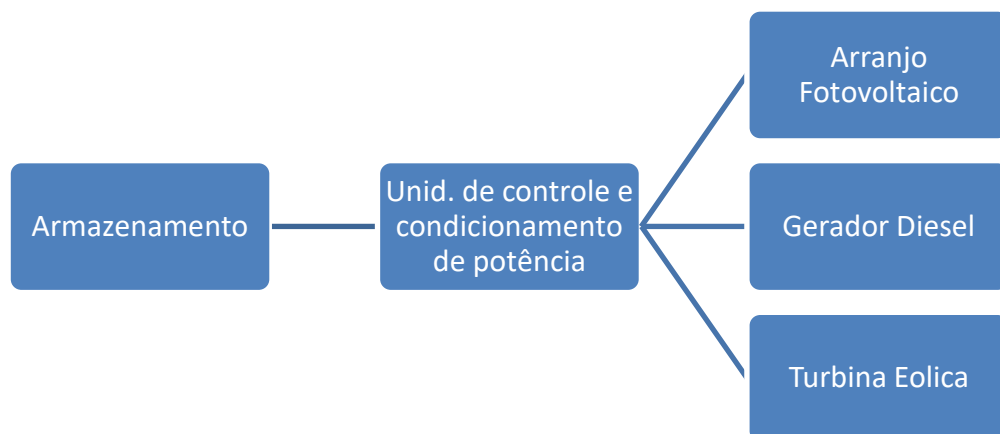 Armazenamento
Unid. de controle e
condicionamento
de potência
Arranjo
Fotovoltaico
Gerador Diesel
Turbina Eolica